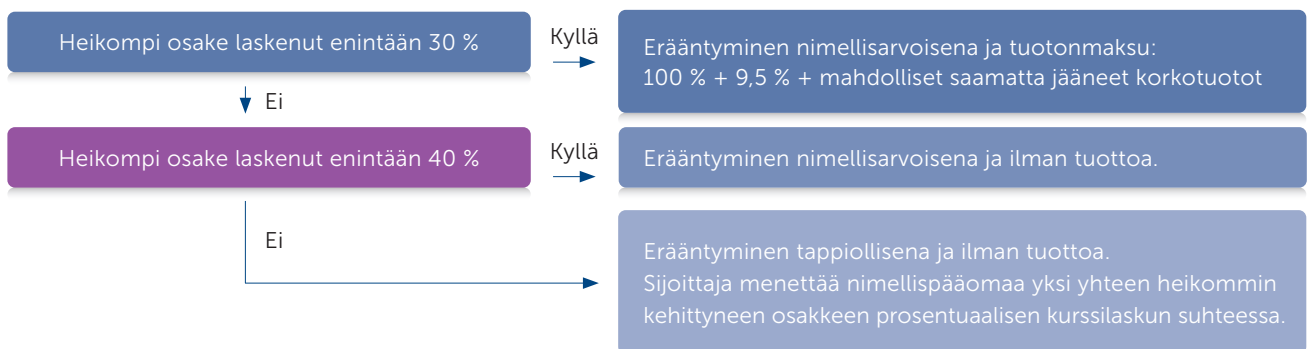 Heikompi osake laskenut enintään 30 %
Kyllä
Erääntyminen nimellisarvoisena ja tuotonmaksu:
100 % + 9,5 % + mahdolliset saamatta jääneet korkotuotot
Ei
Heikompi osake laskenut enintään 40 %
Kyllä
Erääntyminen nimellisarvoisena ja ilman tuottoa.
Ei
Erääntyminen tappiollisena ja ilman tuottoa.
Sijoittaja menettää nimellispääomaa yksi yhteen heikommin
kehittyneen osakkeen prosentuaalisen kurssilaskun suhteessa.